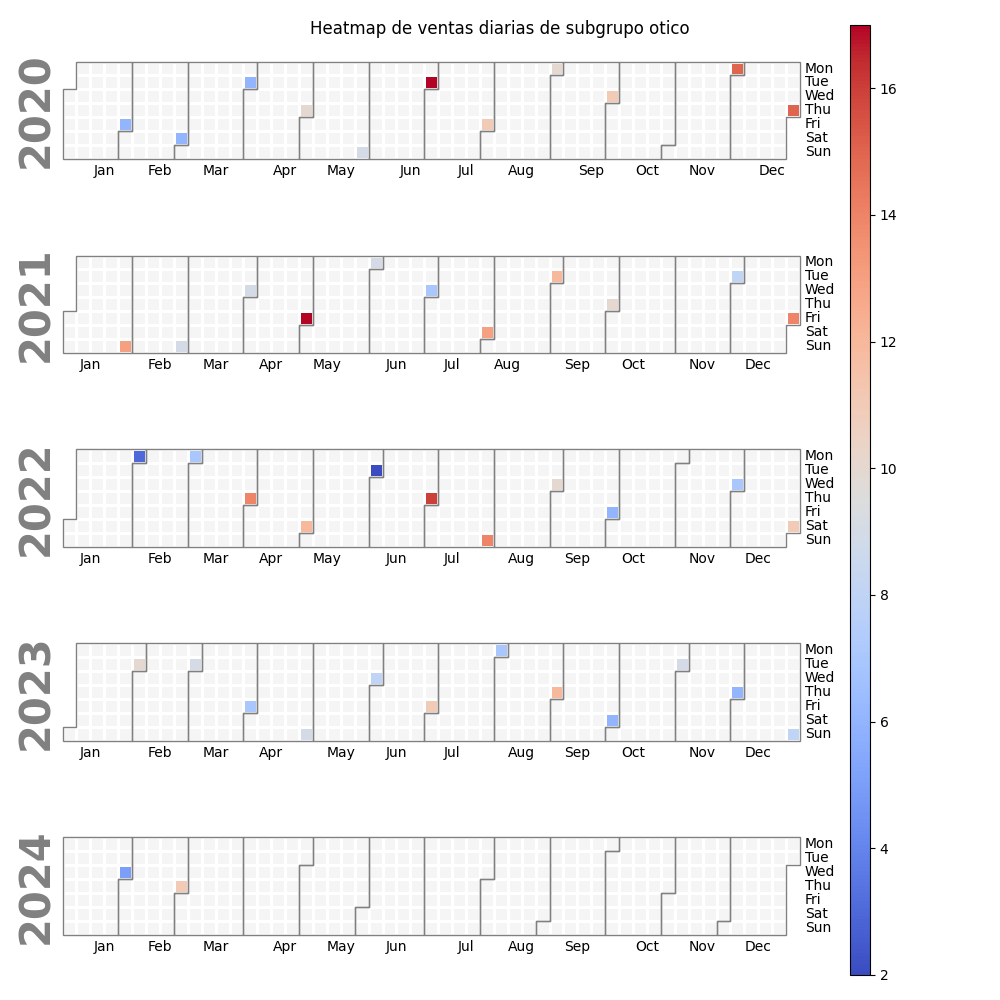 Heatmap de ventas diarias de subgrupo otico
2020
Mon
Tue
Wed
Thu
Fri
Sat
Sun
Jan Feb Mar Apr May Jun Jul Aug Sep Oct Nov Dec
2021
Mon
Tue
Wed
Thu
Fri
Sat
Sun
Jan Feb Mar Apr May Jun Jul Aug Sep Oct Nov Dec
2022
Mon
Tue
Wed
Thu
Fri
Sat
Sun
Jan Feb Mar Apr May Jun Jul Aug Sep Oct Nov Dec
2023
Mon
Tue
Wed
Thu
Fri
Sat
Sun
Jan Feb Mar Apr May Jun Jul Aug Sep Oct Nov Dec
2024
Mon
Tue
Wed
Thu
Fri
Sat
Sun
Jan Feb Mar Apr May Jun Jul Aug Sep Oct Nov Dec
16
14
12
10
8
6
4
2